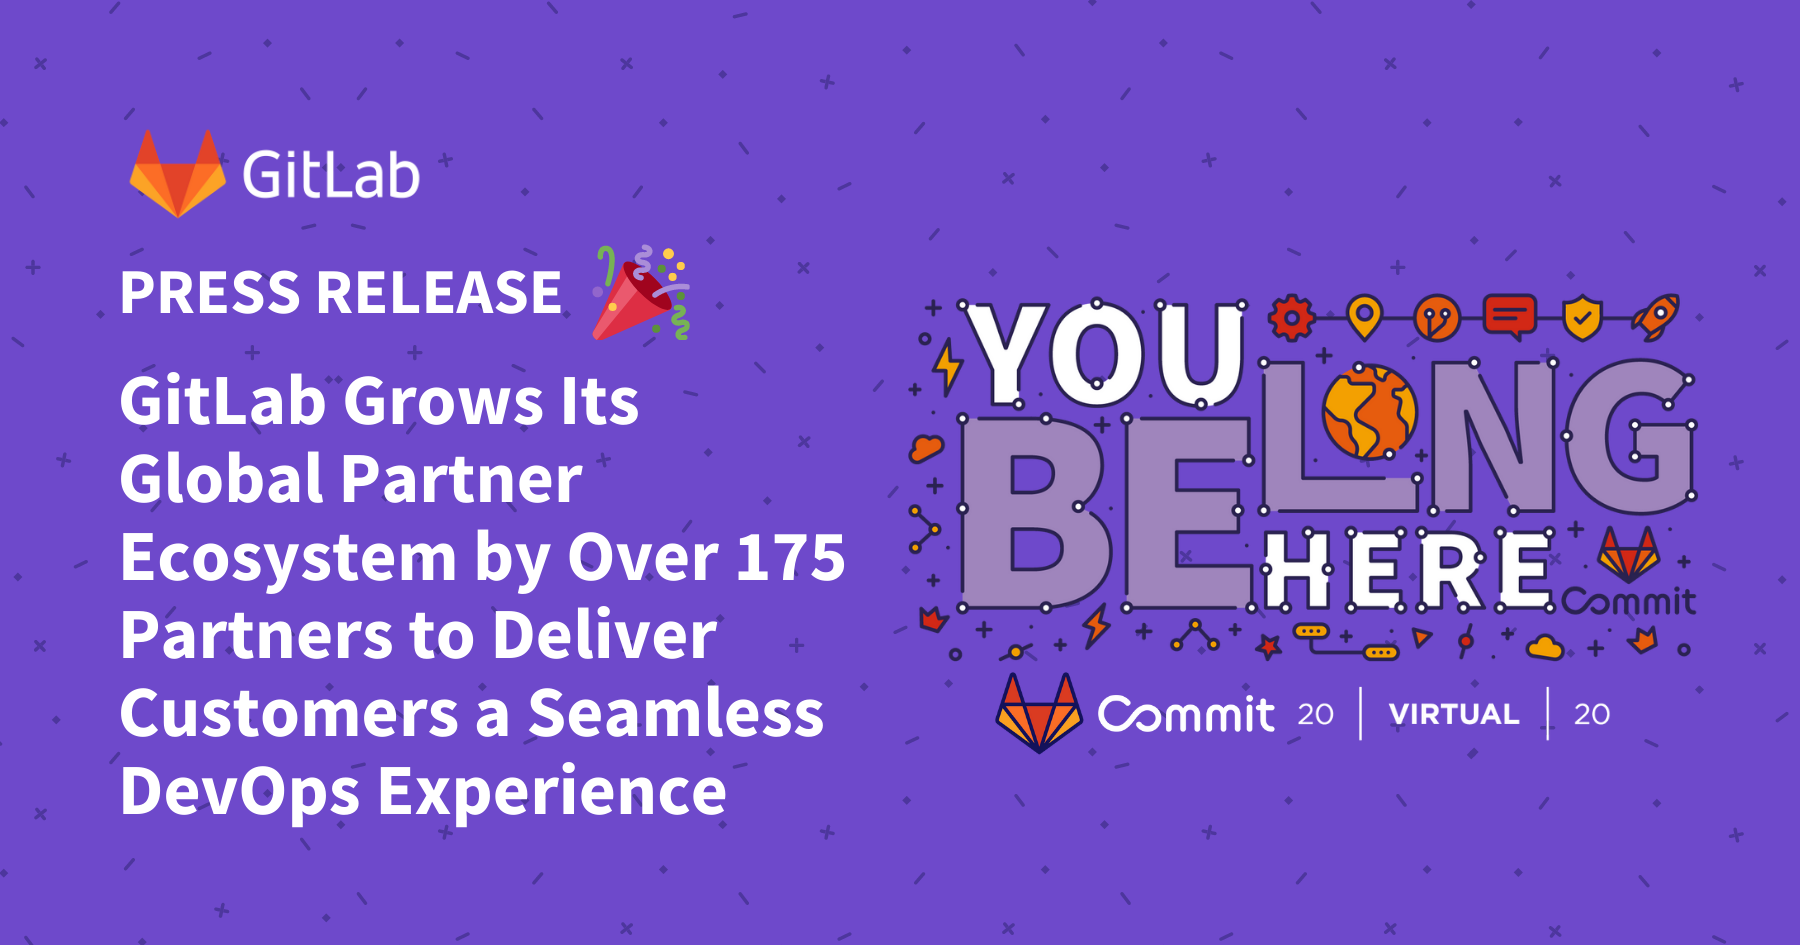 GitLab
PRESS RELEASE
GitLab Grows Its
Global Partner
Ecosystem by Over 175
Partners to Deliver
Customers a Seamless
DevOps Experience
YOU
BELONG
HERE
Commit
Commit 20 | VIRTUAL | 20